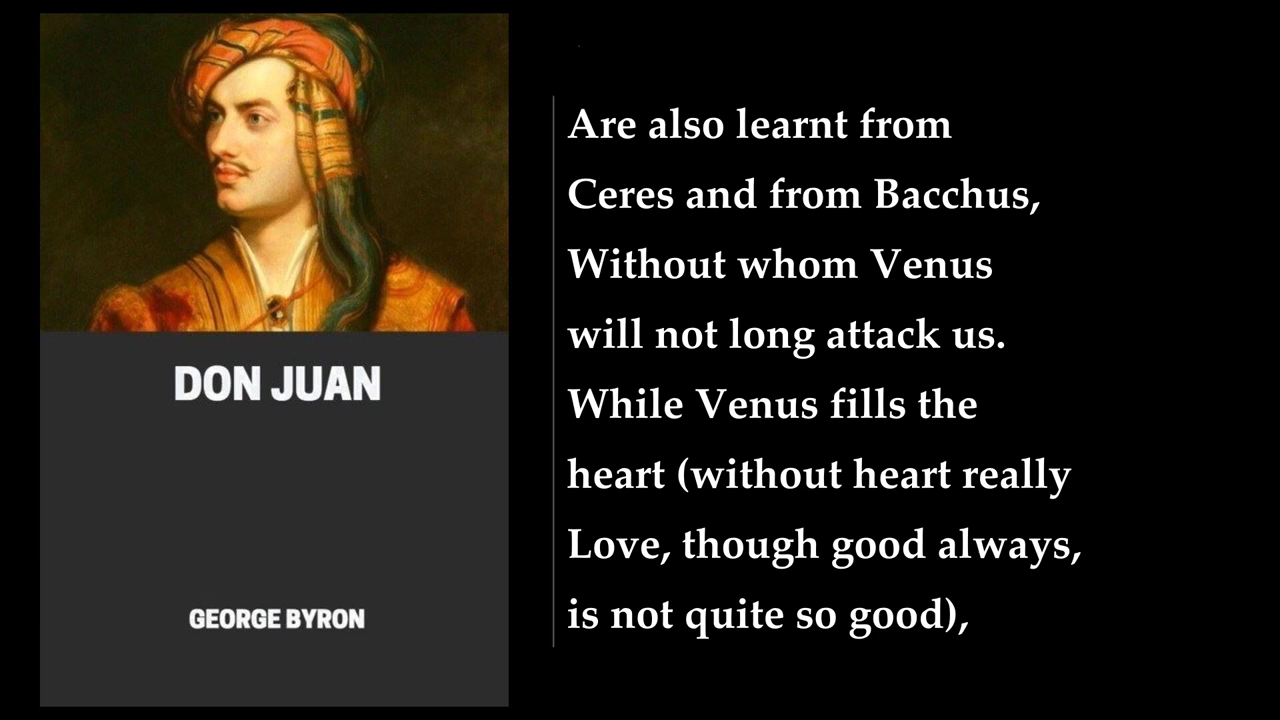 DON JUAN
GEORGE BYRON
Are also learnt from
Ceres and from Bacchus,
Without whom Venus
will not long attack us.
While Venus fills the
heart (without heart really
Love, though good always,
is not quite so good),